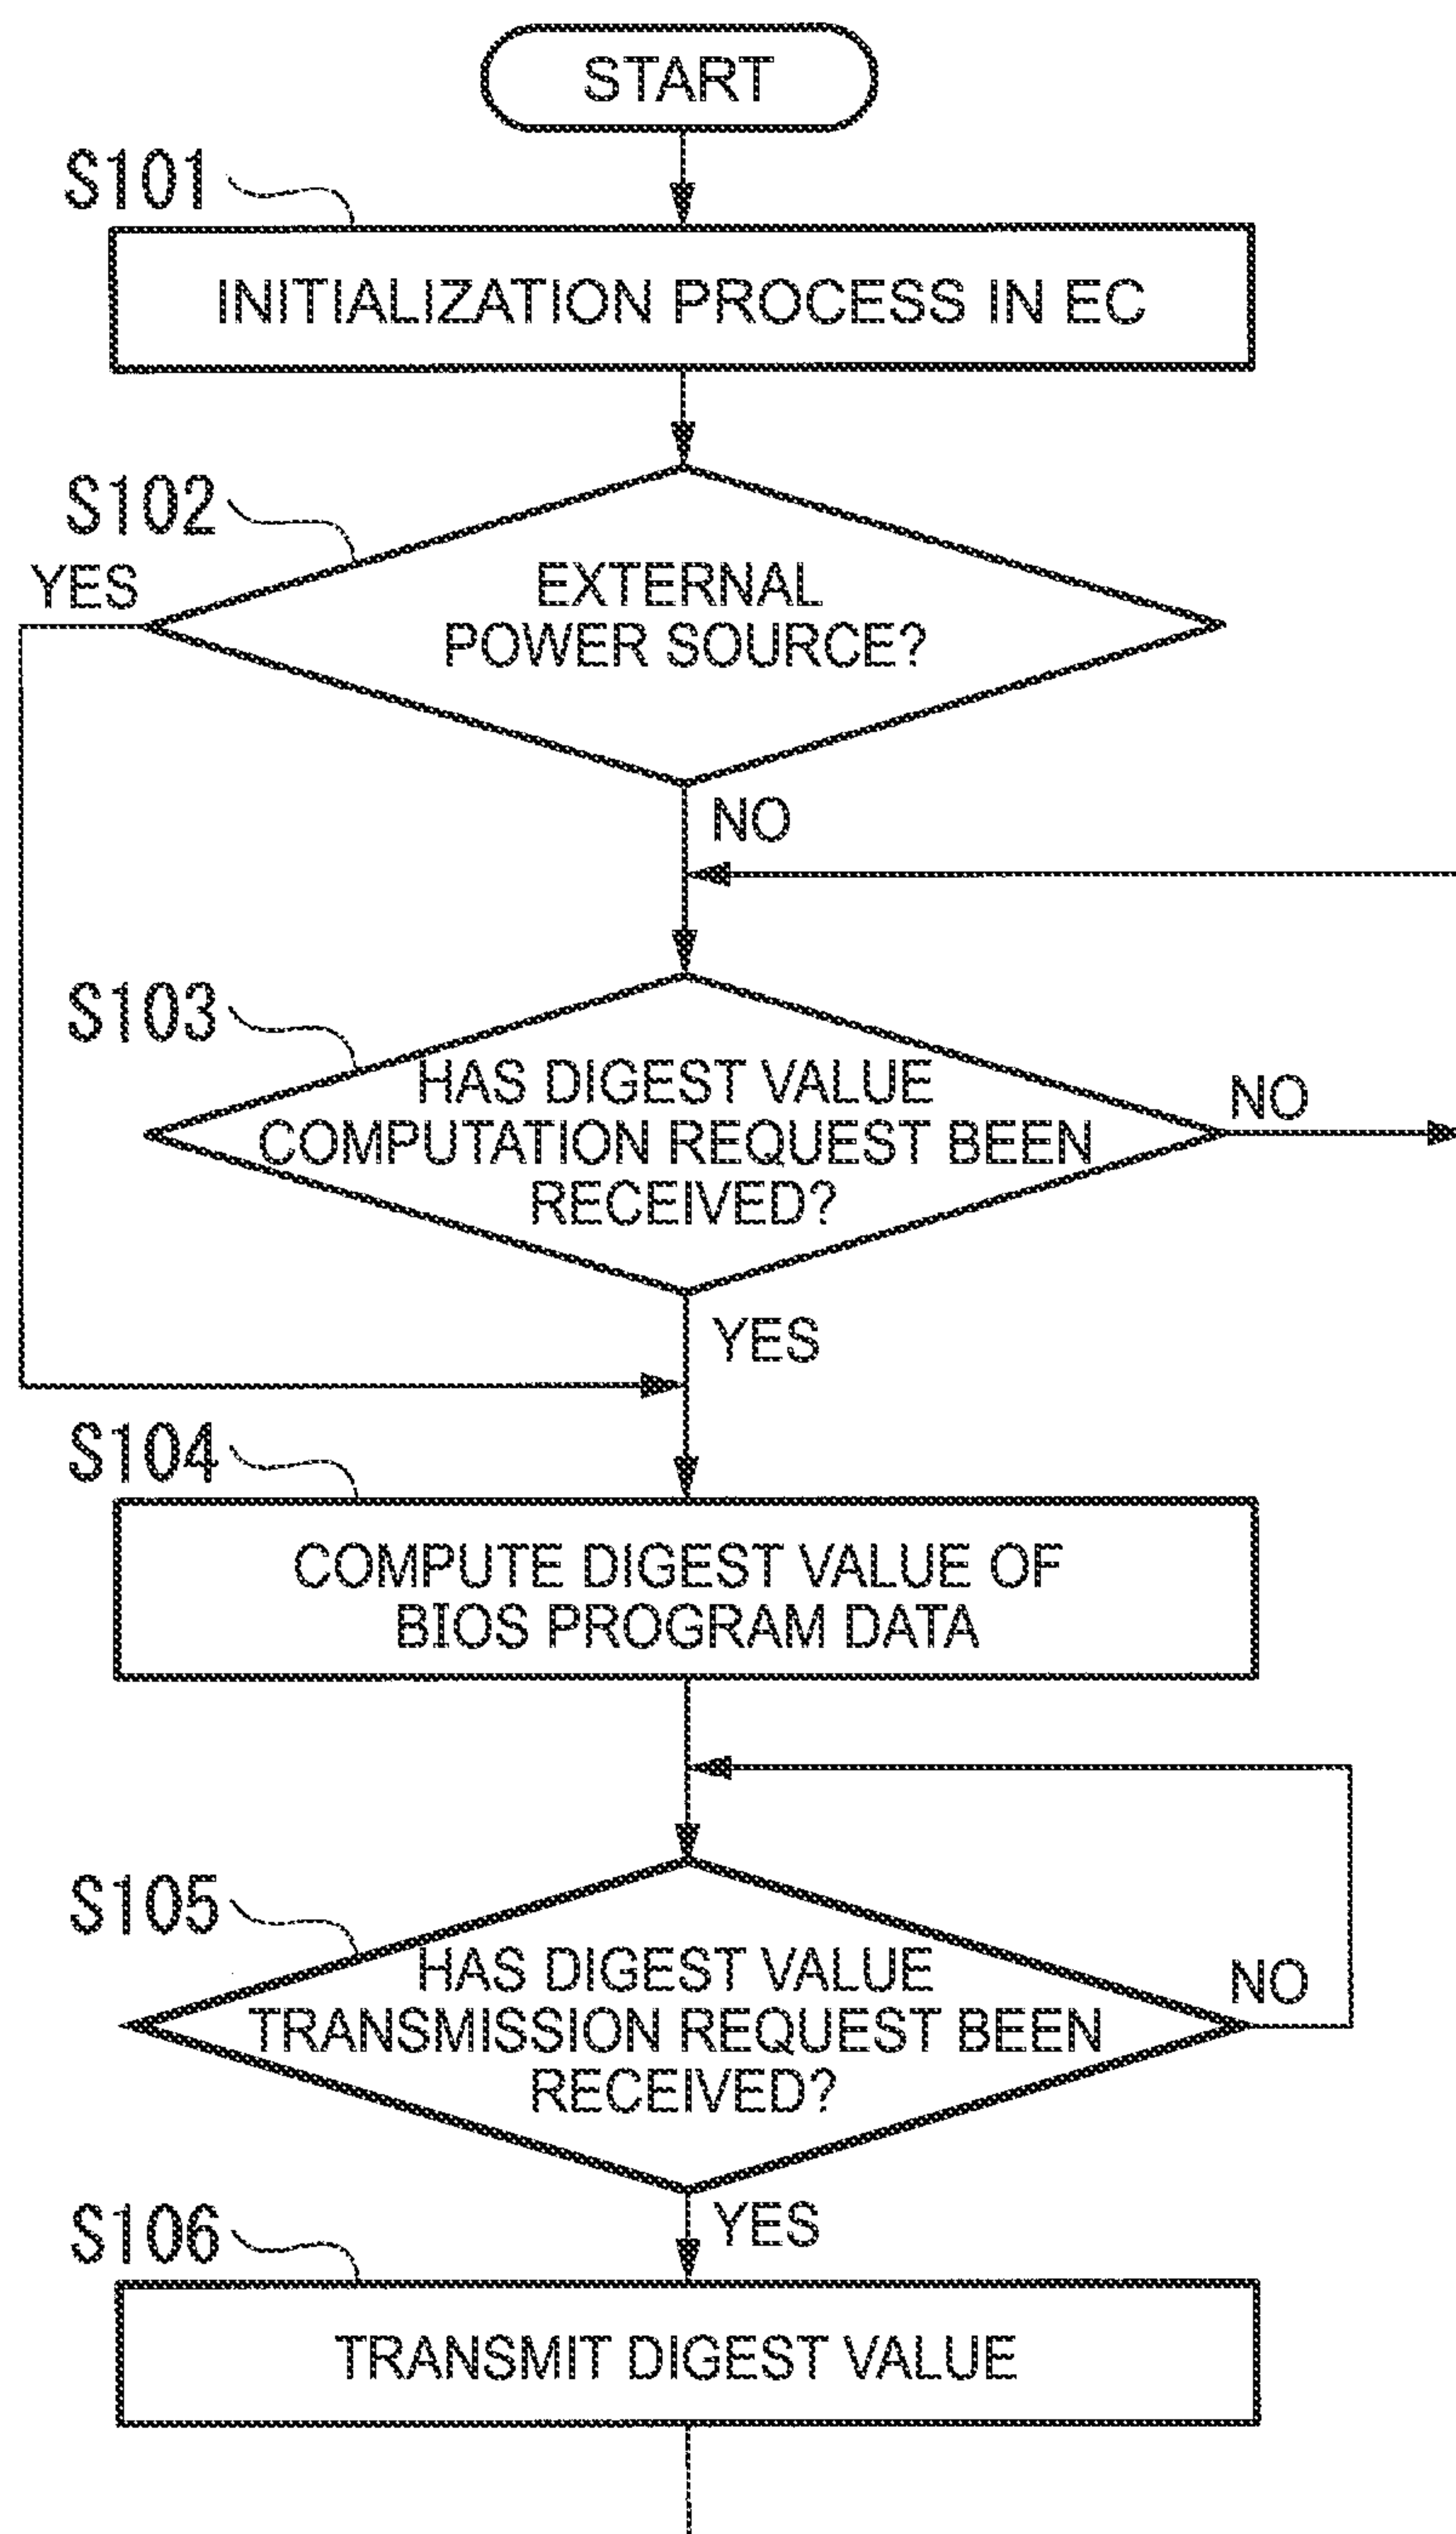 START
S101
INITIALIZATION PROCESS IN EC
S102
YES
EXTERNAL
POWER SOURCE?
NO
S103
HAS DIGEST VALUE
COMPUTATION REQUEST BEEN
RECEIVED?
NO
YES
S104
COMPUTE DIGEST VALUE OF
BIOS PROGRAM DATA
S105
HAS DIGEST VALUE
TRANSMISSION REQUEST BEEN
RECEIVED?
NO
YES
S106
TRANSMIT DIGEST VALUE